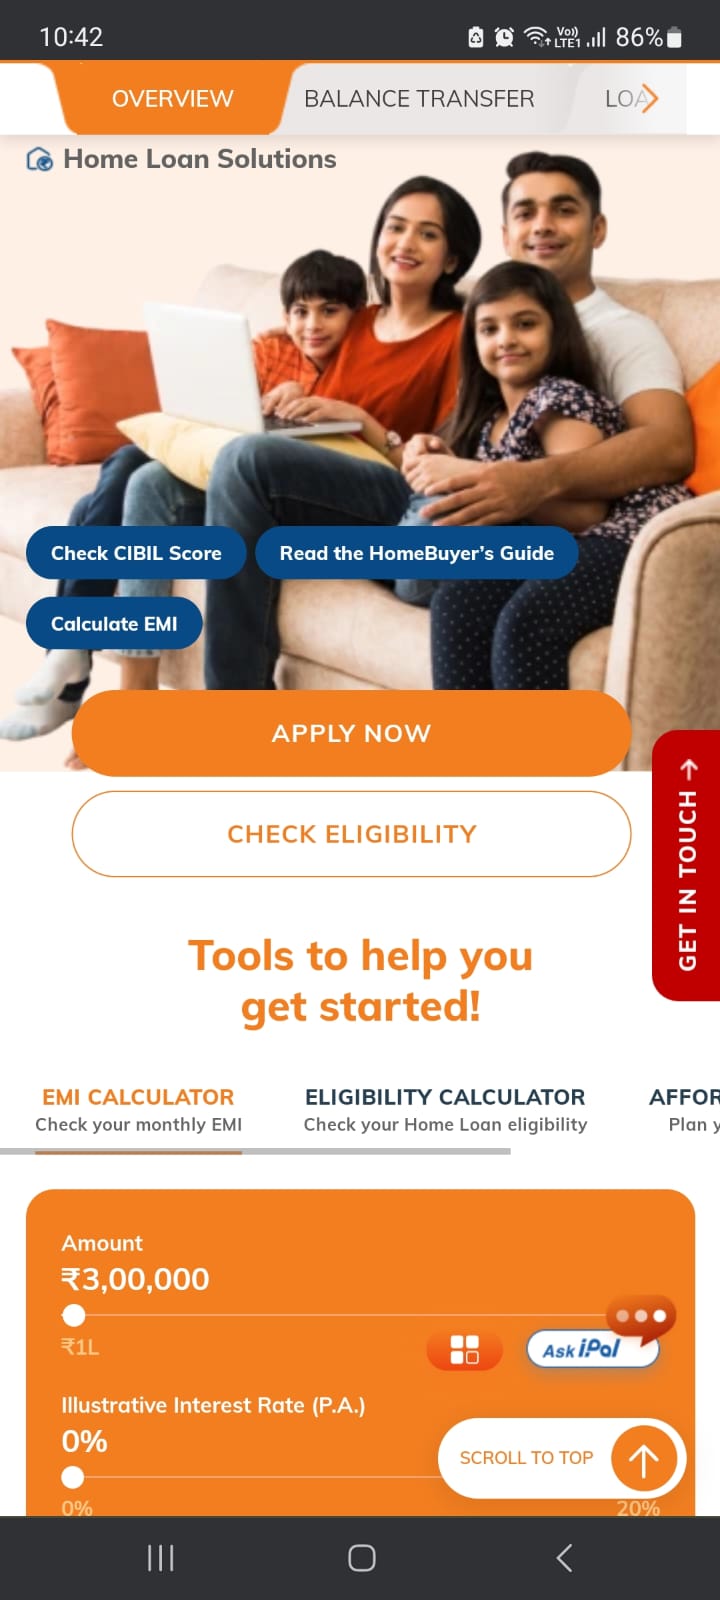 10:42
Vo))
LTE1
86%
OVERVIEW
BALANCE TRANSFER
LOA
Home Loan Solutions
Check CIBIL Score
Read the HomeBuyer's Guide
Calculate EMI
APPLY NOW
CHECK ELIGIBILITY
GET IN TOUCH
Tools to help you
get started!
EMI CALCULATOR
Check your monthly EMI
ELIGIBILITY CALCULATOR
Check your Home Loan eligibility
AFFOR
Plan y
Amount
₹3,00,000
₹1L
Ask iPal
Illustrative Interest Rate (P.A.)
0%
SCROLL TO TOP
0%
20%